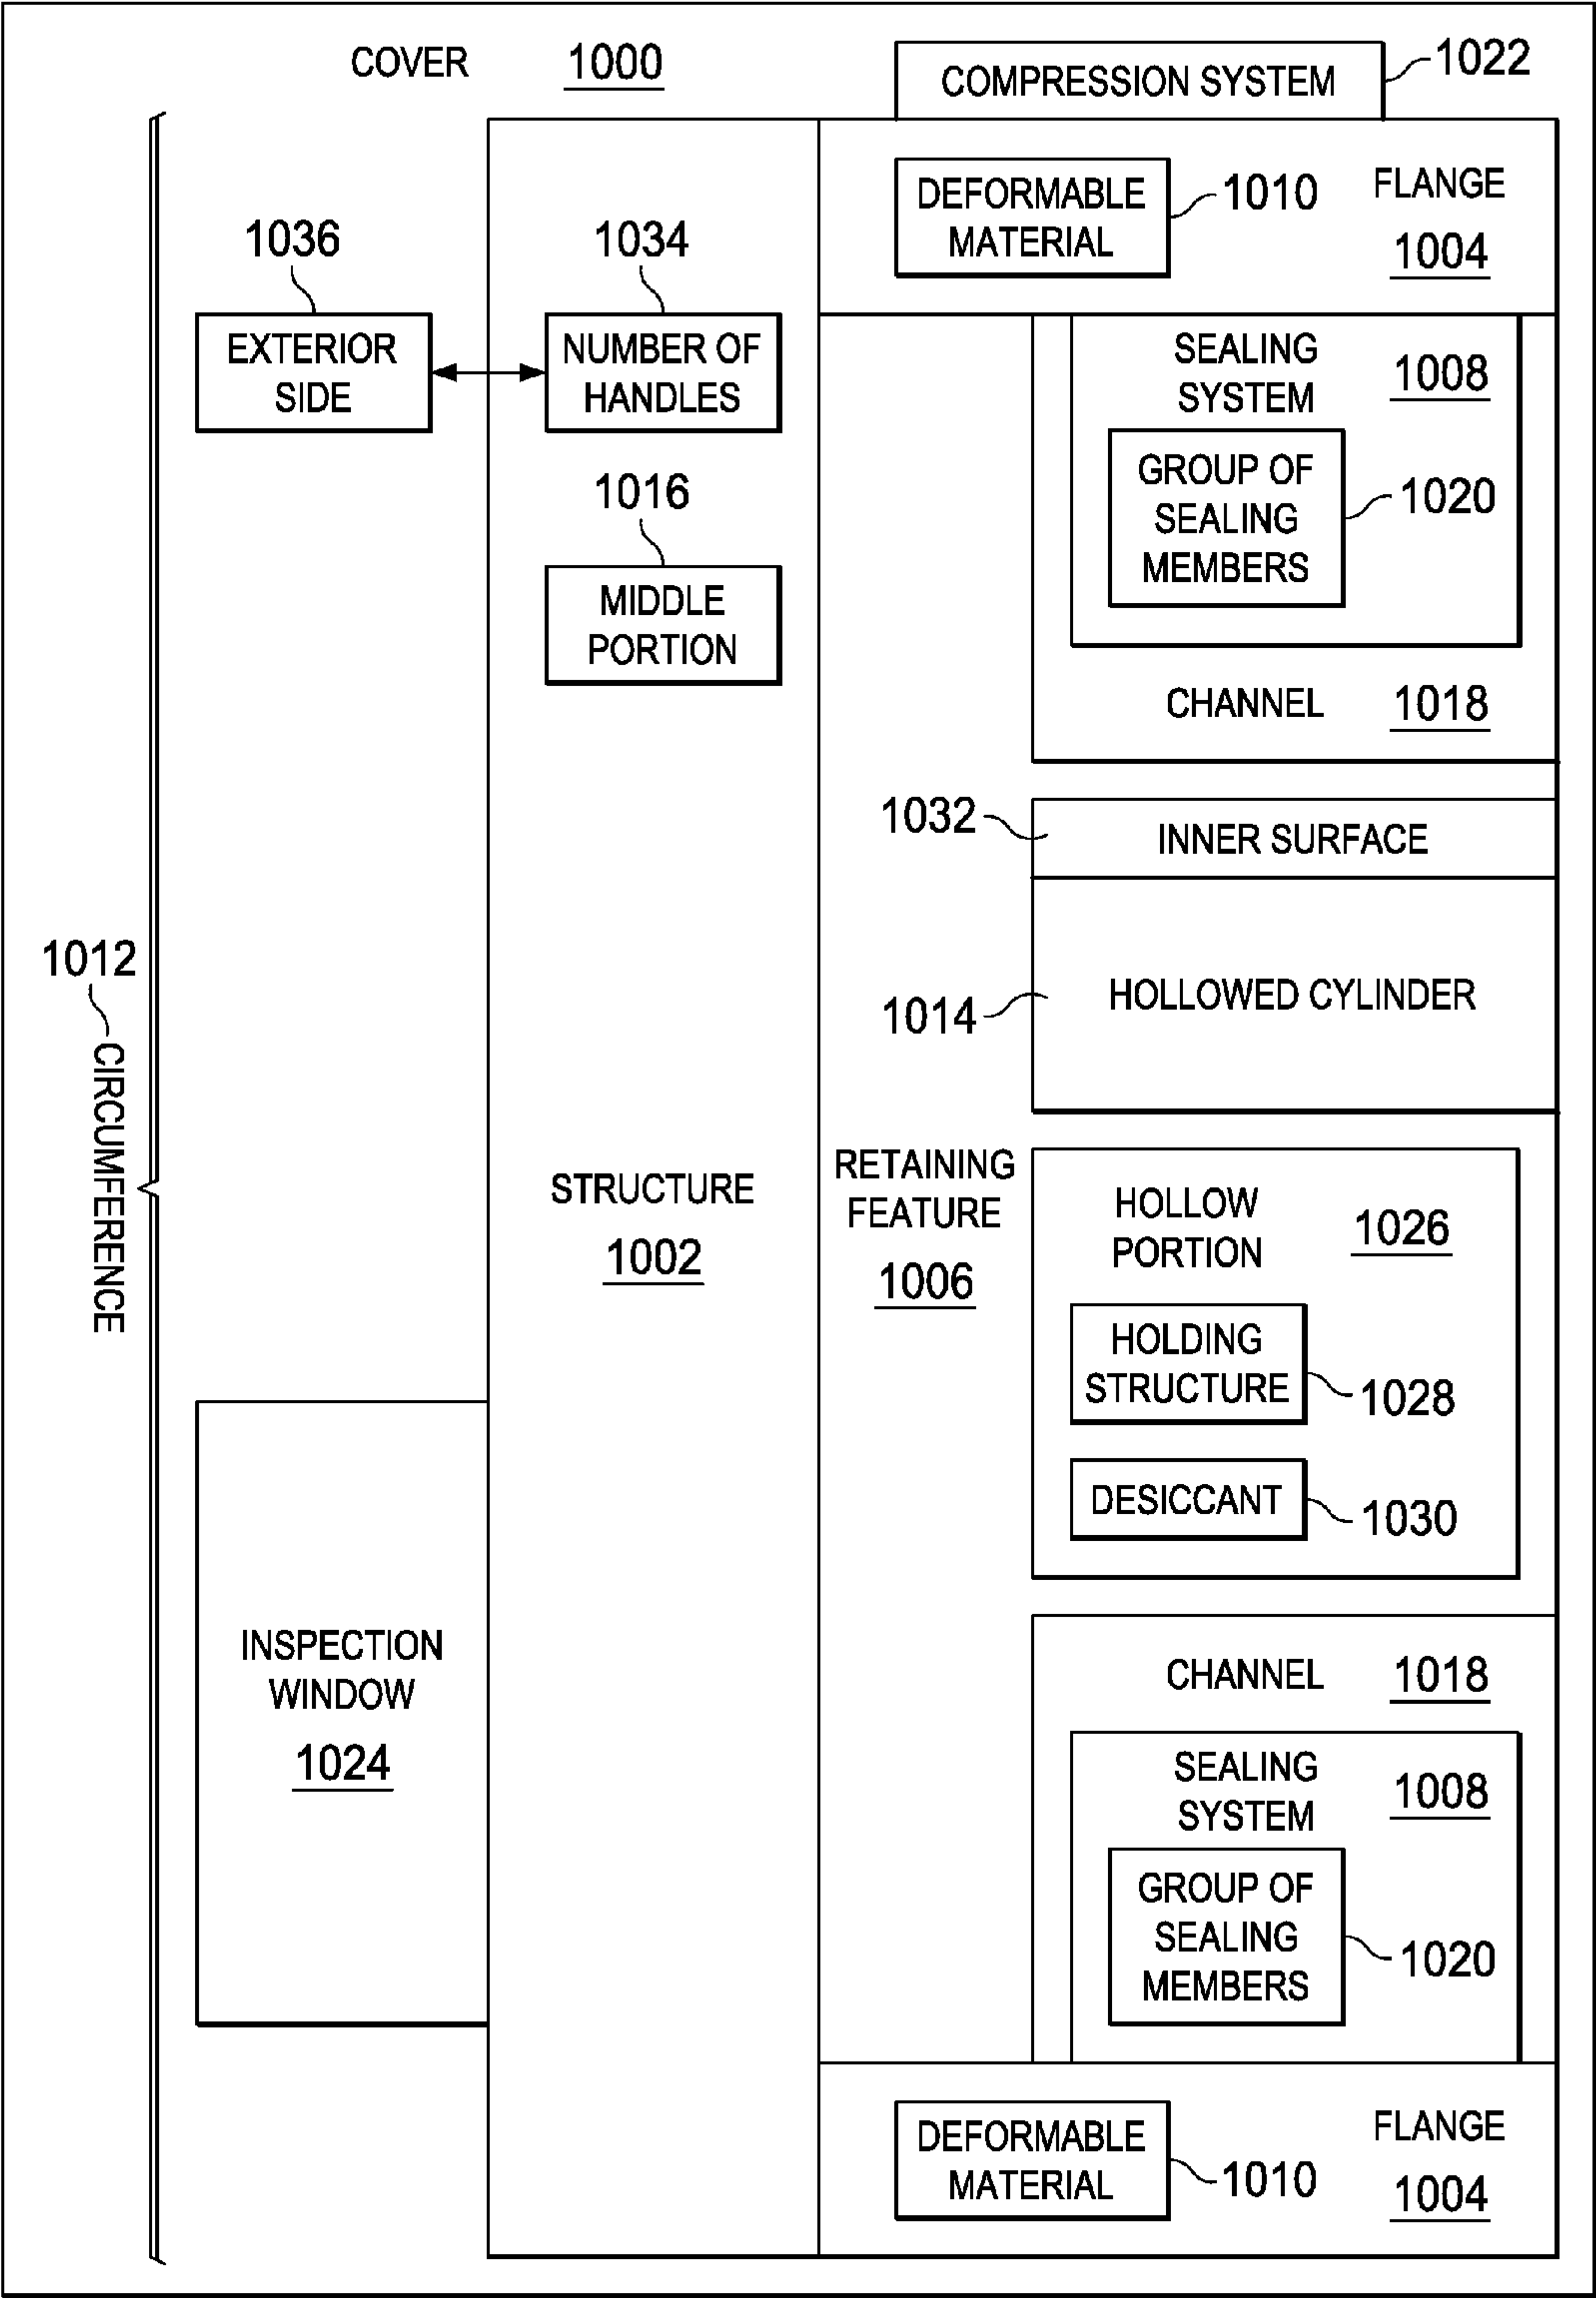 COVER 1000
COMPRESSION SYSTEM
1022
DEFORMABLE
MATERIAL
1010
FLANGE
1004
1036
EXTERIOR
SIDE
1034
NUMBER OF
HANDLES
1016
MIDDLE
PORTION
SEALING
SYSTEM
1008
GROUP OF
SEALING
MEMBERS
1020
CHANNEL 1018
1032
INNER SURFACE
1014
HOLLOWED CYLINDER
1012
CIRCUMFERENCE
STRUCTURE
1002
RETAINING
FEATURE
1006
HOLLOW
PORTION
1026
HOLDING
STRUCTURE
1028
DESICCANT
1030
INSPECTION
WINDOW
1024
CHANNEL 1018
SEALING
SYSTEM
1008
GROUP OF
SEALING
MEMBERS
1020
DEFORMABLE
MATERIAL
1010
FLANGE
1004